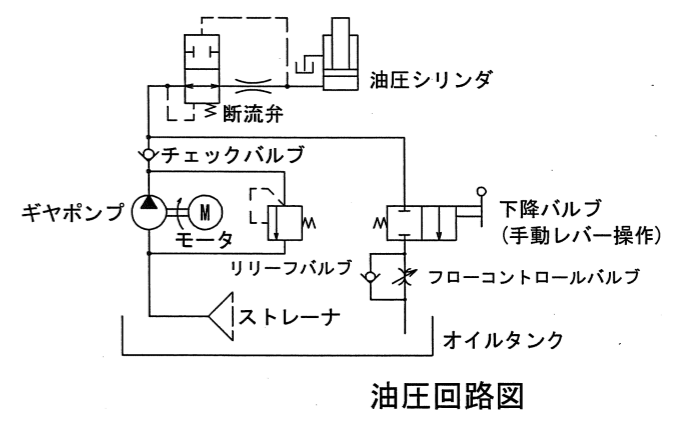 油圧シリンダ
断流弁
チェックバルブ
ギヤポンプ
M
モータ
下降バルブ
(手動レバー操作)
リリーフバルブ
フローコントロールバルブ
ストレーナ
オイルタンク
油圧回路図